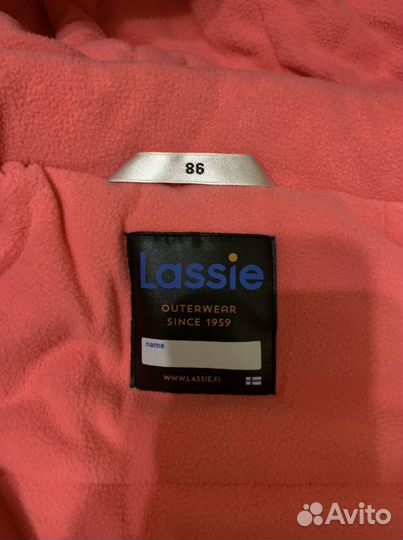 86
Lassie
OUTERWEAR
SINCE 1959
name
WWW.LASSIE.FI
Avito